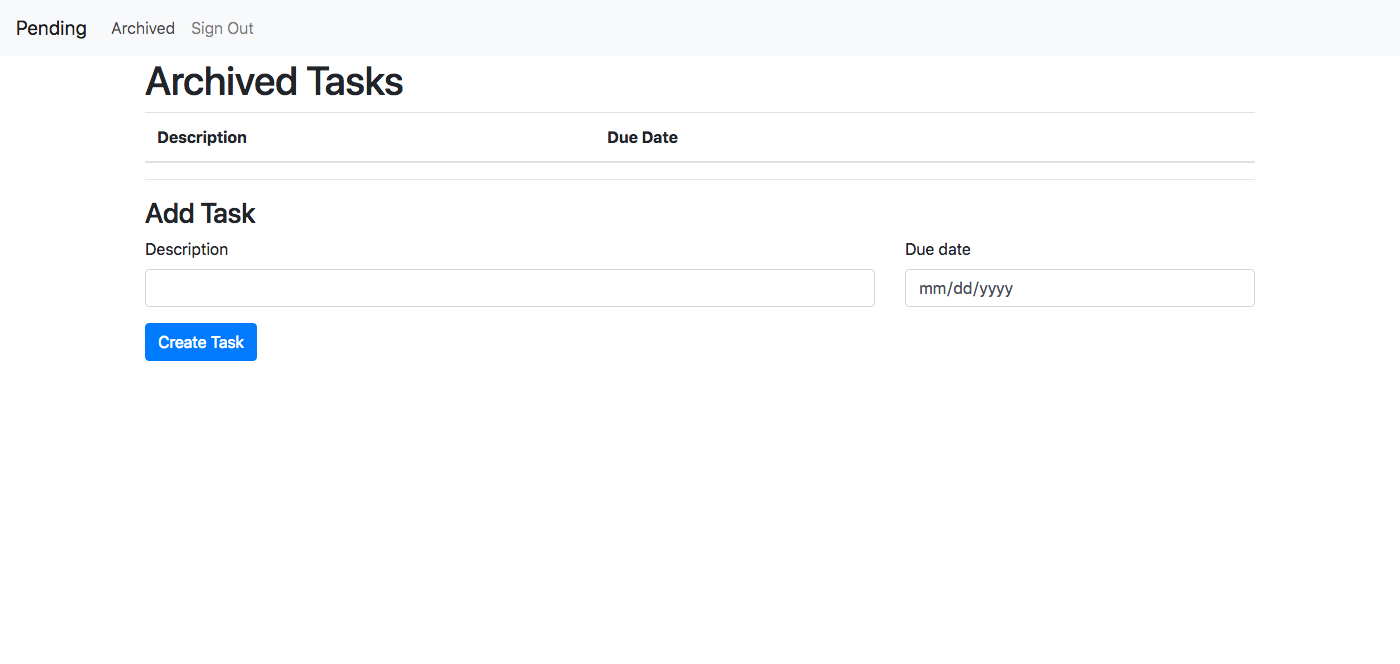 Pending Archived Sign Out
Archived Tasks
Description Due Date
Add Task
Description Due date
mm/dd/yyyy
Create Task